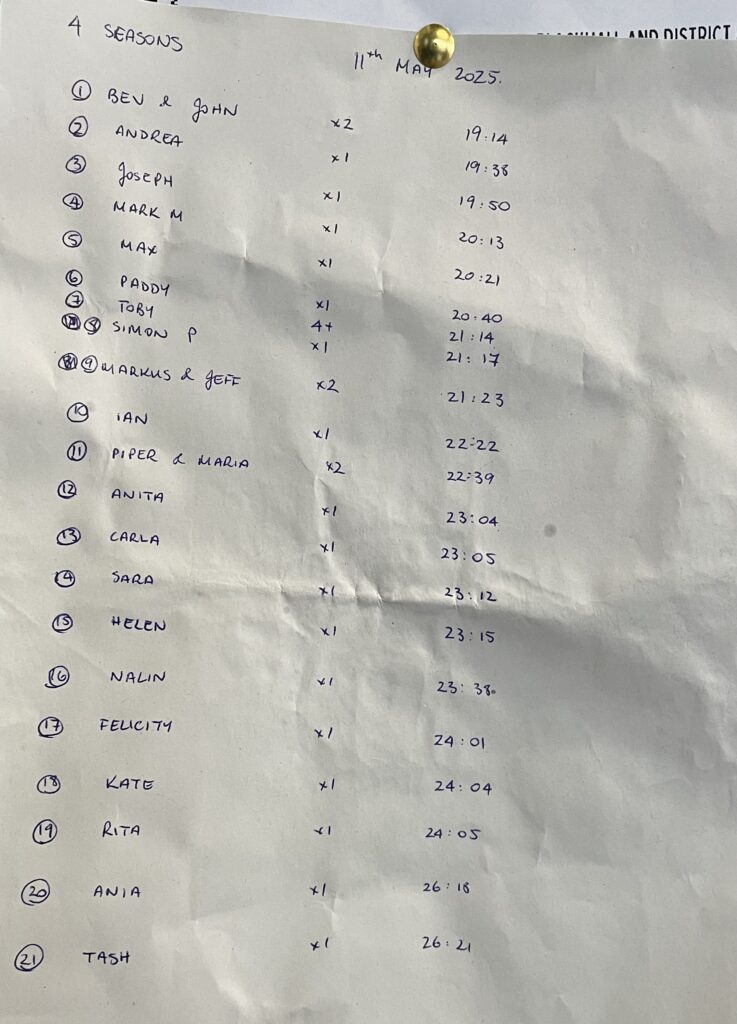 AND DISTRICT
4 SEASONS 11th MAY 2025.
① BEV & JOHN x2 19:14
② ANDREA x1 19:38
③ JOSEPH x1 19:50
④ MARK M x1 20:13
⑤ MAX x1 20:21
⑥ PADDY x1 20:40
⑦ TOBY 4+ 21:14
⑧ SIMON P x1 21:17
⑨ MARKUS & JEFF x2 21:23
⑩ IAN x1 22:22
⑪ PIPER & MARIA x2 22:39
⑫ ANITA x1 23:04
⑬ CARLA x1 23:05
⑭ SARA x1 23:12
⑮ HELEN x1 23:15
⑯ NALIN x1 23:38
⑰ FELICITY x1 24:01
⑱ KATE x1 24:04
⑲ RITA x1 24:05
⑳ ANIA x1 26:18
㉑ TASH x1 26:21